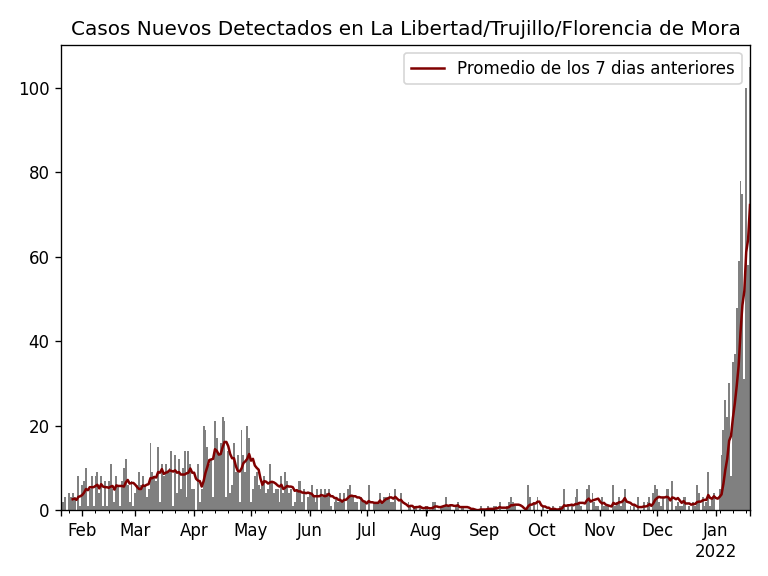 Casos Nuevos Detectados en La Libertad/Trujillo/Florencia de Mora
Promedio de los 7 dias anteriores
100
80
60
40
20
0
Feb Mar Apr May Jun Jul Aug Sep Oct Nov Dec Jan
2022